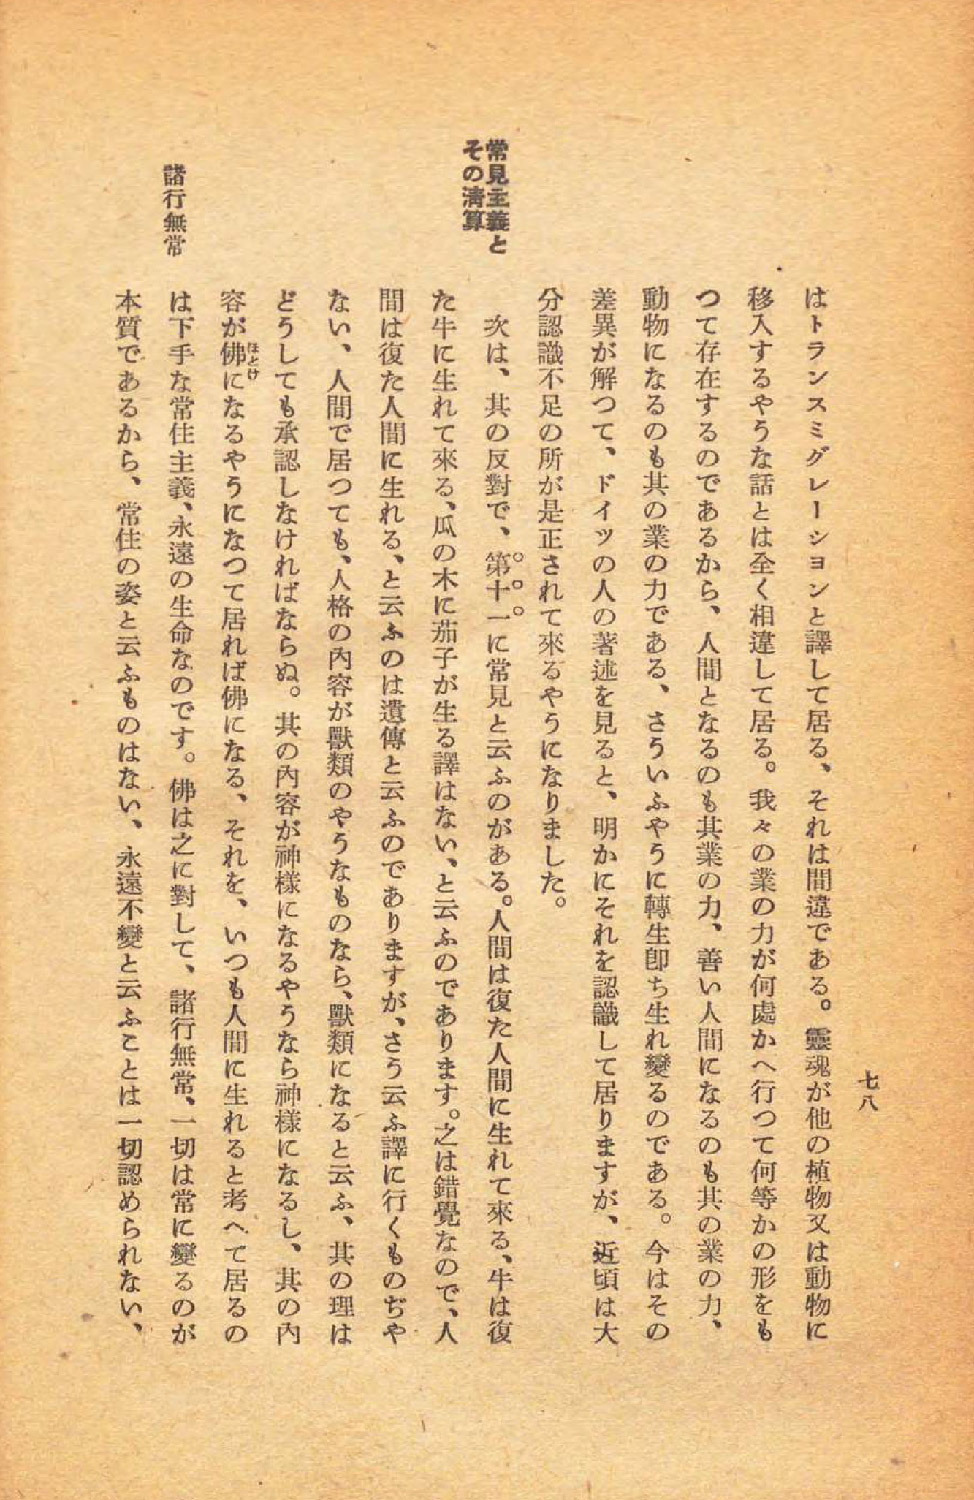 七八
はトランスミグレーシヨンと譯して居る、それは間違である。靈魂が他の植物又は動物に
移入するやうな話とは全く相違して居る。我々の業の力が何處かへ行つて何等かの形をも
つて存在するのであるから、人間となるのも其業の力、善い人間になるのも其の業の力、
動物になるのも其の業の力である、さういふやうに轉生卽ち生れ變るのである。今はその
差異が解つて、ドイツの人の著述を見ると、明かにそれを認識して居りますが、近頃は大
分認識不足の所が是正されて來るやうになりました。
常見主義と
その淸算
次は、其の反對で、第十一に常見と云ふのがある。人間は復た人間に生れて來る、牛は復
た牛に生れて來る、瓜の木に茄子が生る譯はない、と云ふのであります。之は錯覺なので、人
間は復た人間に生れる、と云ふのは遺傳と云ふのでありますが、さう云ふ譯に行くものぢや
ない、人間で居つても、人格の內容が獸類のやうなものなら、獸類になると云ふ、其の理は
どうしても承認しなければならぬ。其の內容が神樣になるやうなら神樣になるし、其の內
容が佛になるやうになつて居れば佛になる、それを、いつも人間に生れると考へて居るの
ほとけ
諸行無常
は下手な常住主義、永遠の生命なのです。佛は之に對して、諸行無常、一切は常に變るのが
本質であるから、常住の姿と云ふものはない、永遠不變と云ふことは一切認められない、